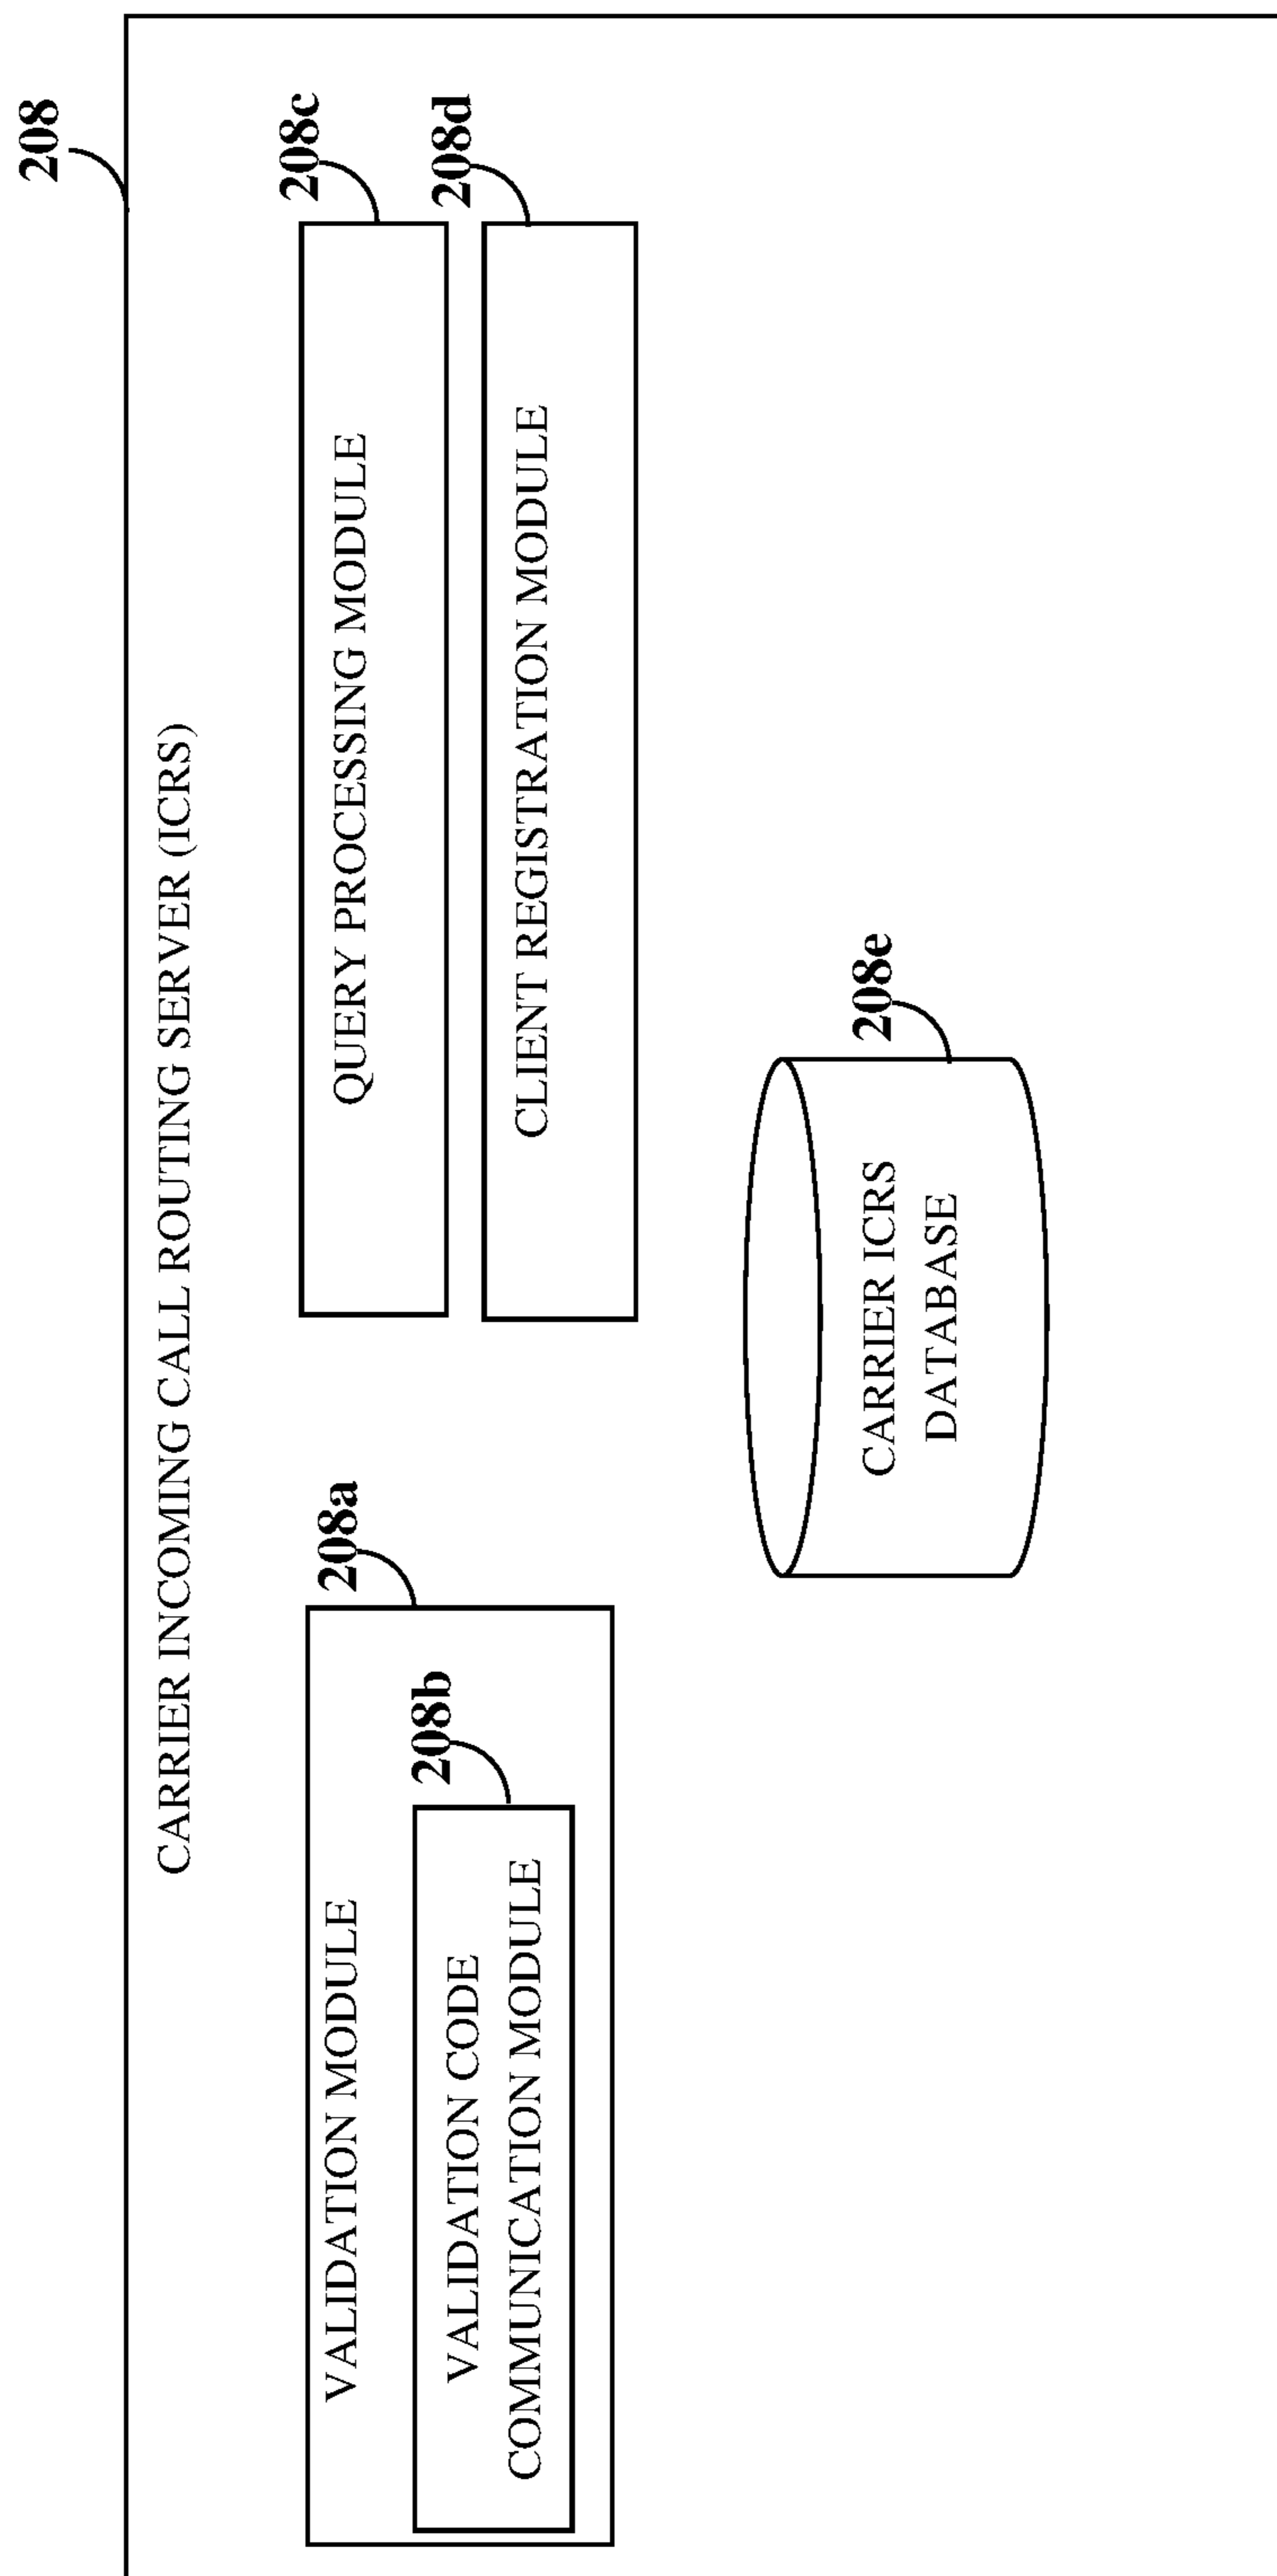 208
CARRIER INCOMING CALL ROUTING SERVER (ICRS)
208a
VALIDATION MODULE
208b
VALIDATION CODE
COMMUNICATION MODULE
208c
QUERY PROCESSING MODULE
208d
CLIENT REGISTRATION MODULE
208e
CARRIER ICRS
DATABASE